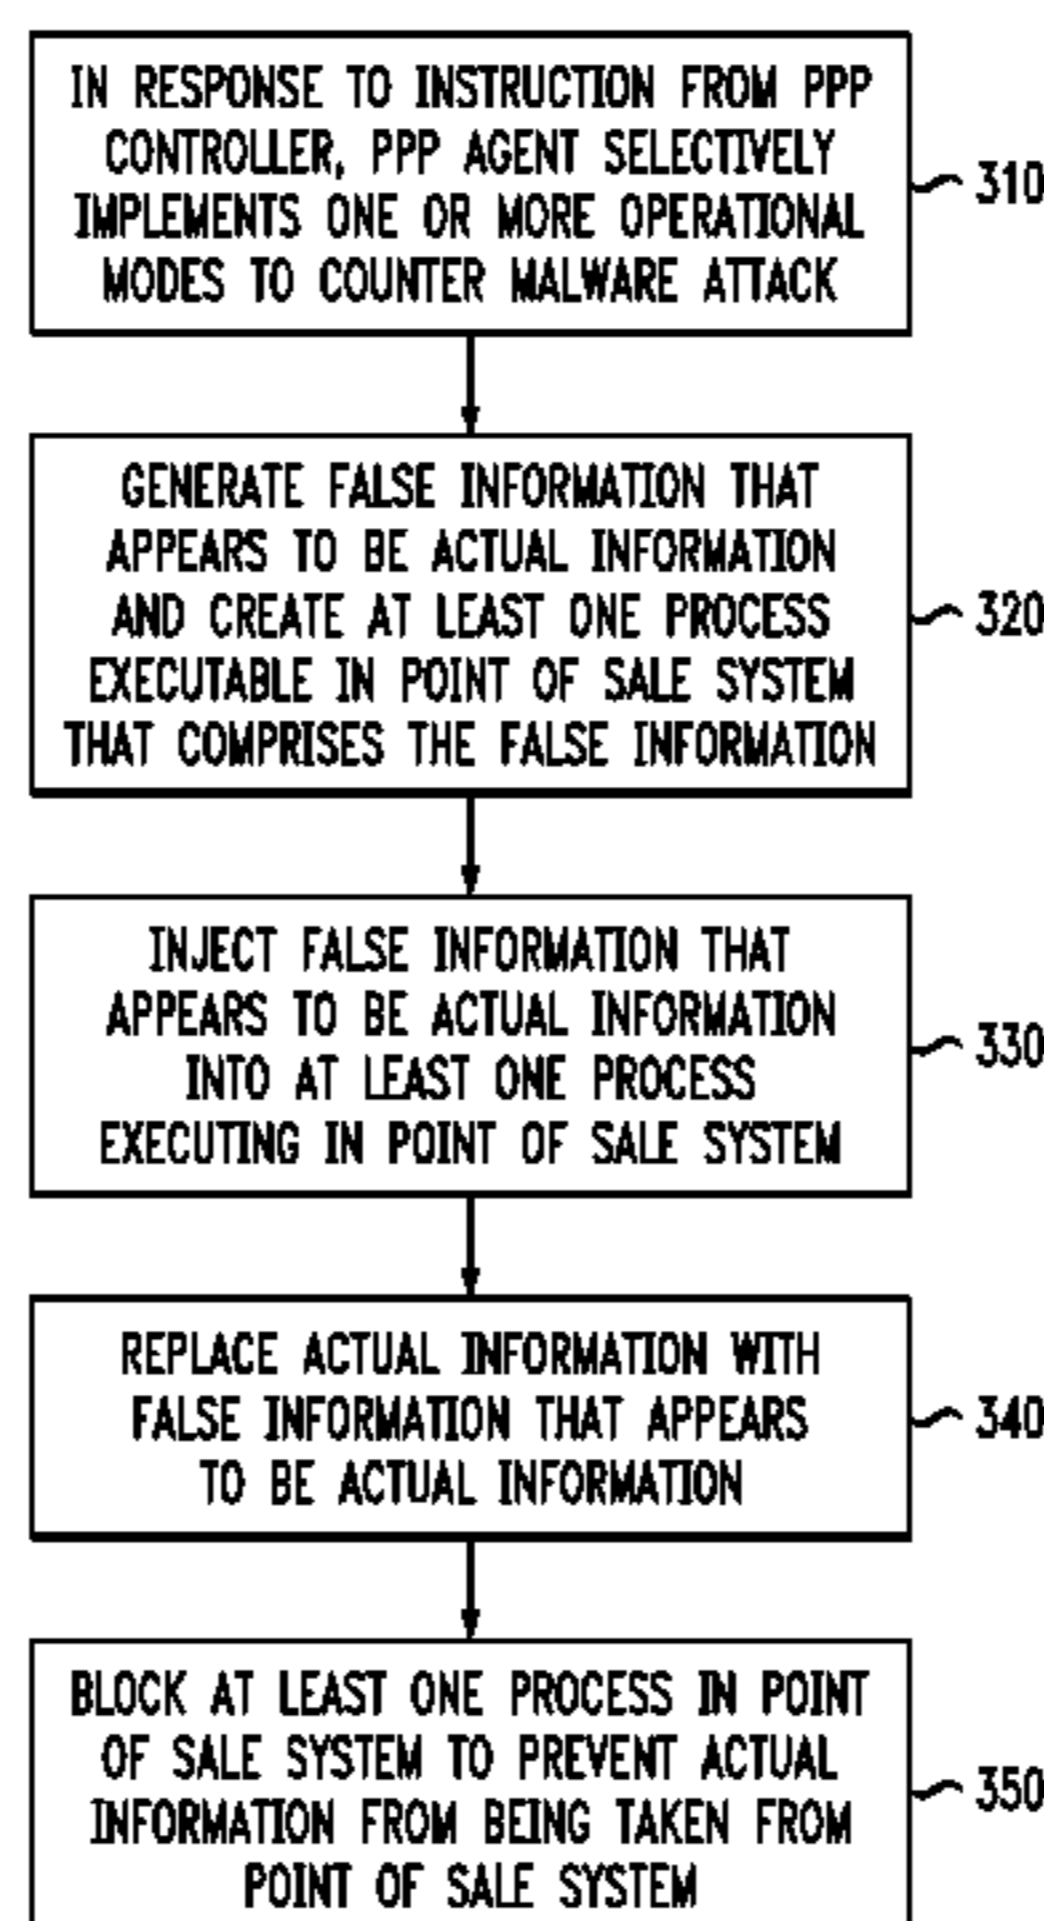 IN RESPONSE TO INSTRUCTION FROM PPP
CONTROLLER, PPP AGENT SELECTIVELY
IMPLEMENTS ONE OR MORE OPERATIONAL
MODES TO COUNTER MALWARE ATTACK
310
GENERATE FALSE INFORMATION THAT
APPEARS TO BE ACTUAL INFORMATION
AND CREATE AT LEAST ONE PROCESS
EXECUTABLE IN POINT OF SALE SYSTEM
THAT COMPRISES THE FALSE INFORMATION
320
INJECT FALSE INFORMATION THAT
APPEARS TO BE ACTUAL INFORMATION
INTO AT LEAST ONE PROCESS
EXECUTING IN POINT OF SALE SYSTEM
330
REPLACE ACTUAL INFORMATION WITH
FALSE INFORMATION THAT APPEARS
TO BE ACTUAL INFORMATION
340
BLOCK AT LEAST ONE PROCESS IN POINT
OF SALE SYSTEM TO PREVENT ACTUAL
INFORMATION FROM BEING TAKEN FROM
POINT OF SALE SYSTEM
350